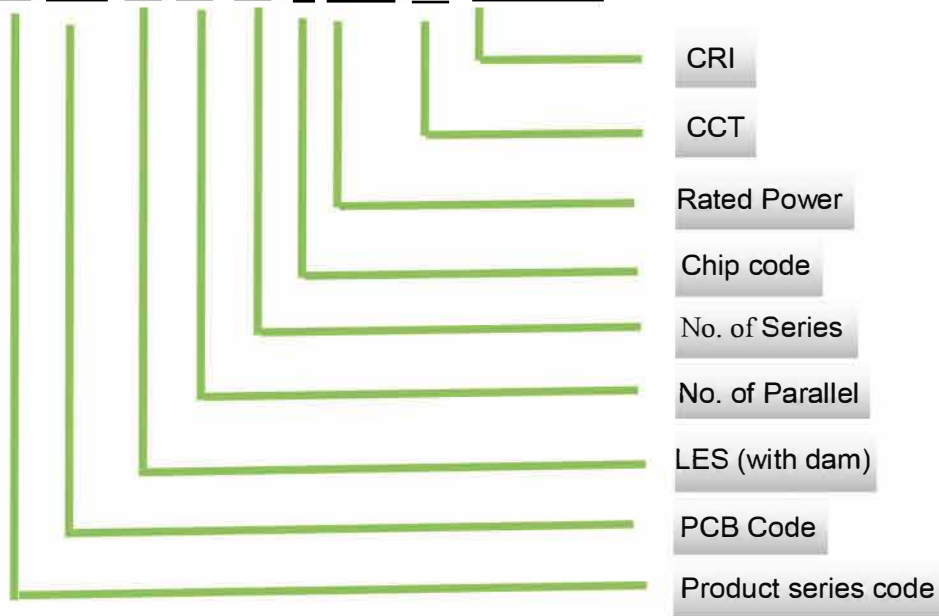 CRI
CCT
Rated Power
Chip code
No. of Series
No. of Parallel
LES (with dam)
PCB Code
Product series code